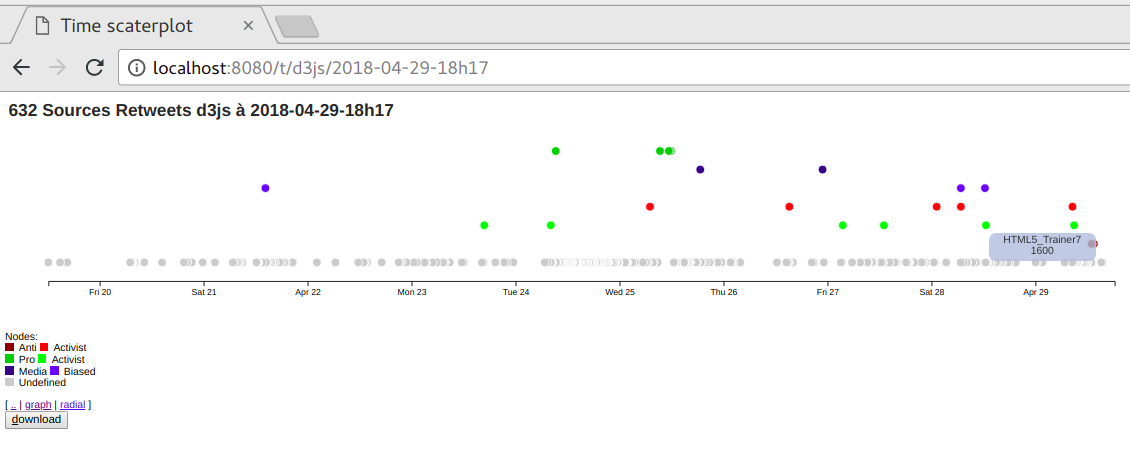 Time scaterplot
localhost:8080/t/d3js/2018-04-29-18h17
632 Sources Retweets d3js à 2018-04-29-18h17
HTML5_Trainer7
1600
Fri 20 Sat 21 Apr 22 Mon 23 Tue 24 Wed 25 Thu 26 Fri 27 Sat 28 Apr 29
Nodes:
Anti Activist
Pro Activist
Media Biased
Undefined
[ .. | graph | radial ]
download